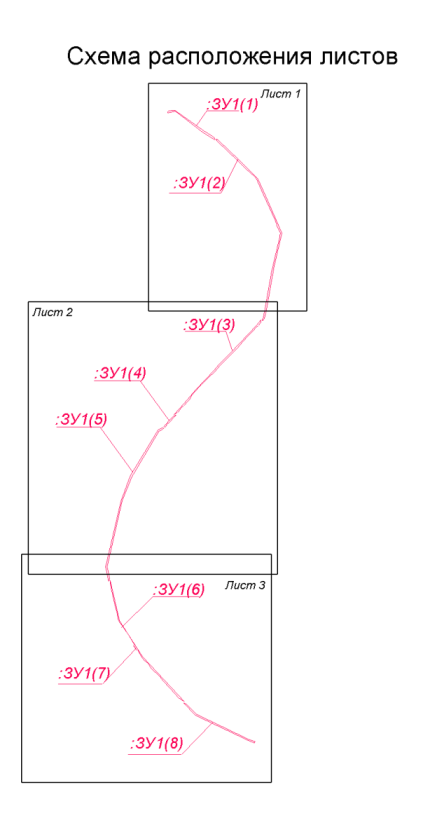 Схема расположения листов
Лист 1
:ЗУ1(1)
:ЗУ1(2)
Лист 2
:ЗУ1(3)
:ЗУ1(4)
:ЗУ1(5)
Лист 3
:ЗУ1(6)
:ЗУ1(7)
:ЗУ1(8)